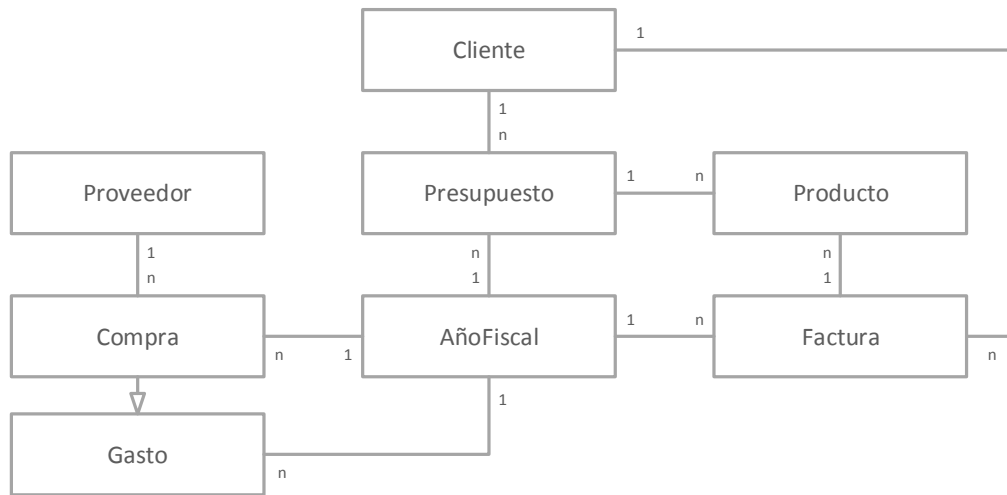 Cliente
1
1
n
Proveedor
Presupuesto
1
n
Producto
1
n
n
1
n
1
Compra
n
1
AñoFiscal
1
n
Factura
n
1
Gasto
n